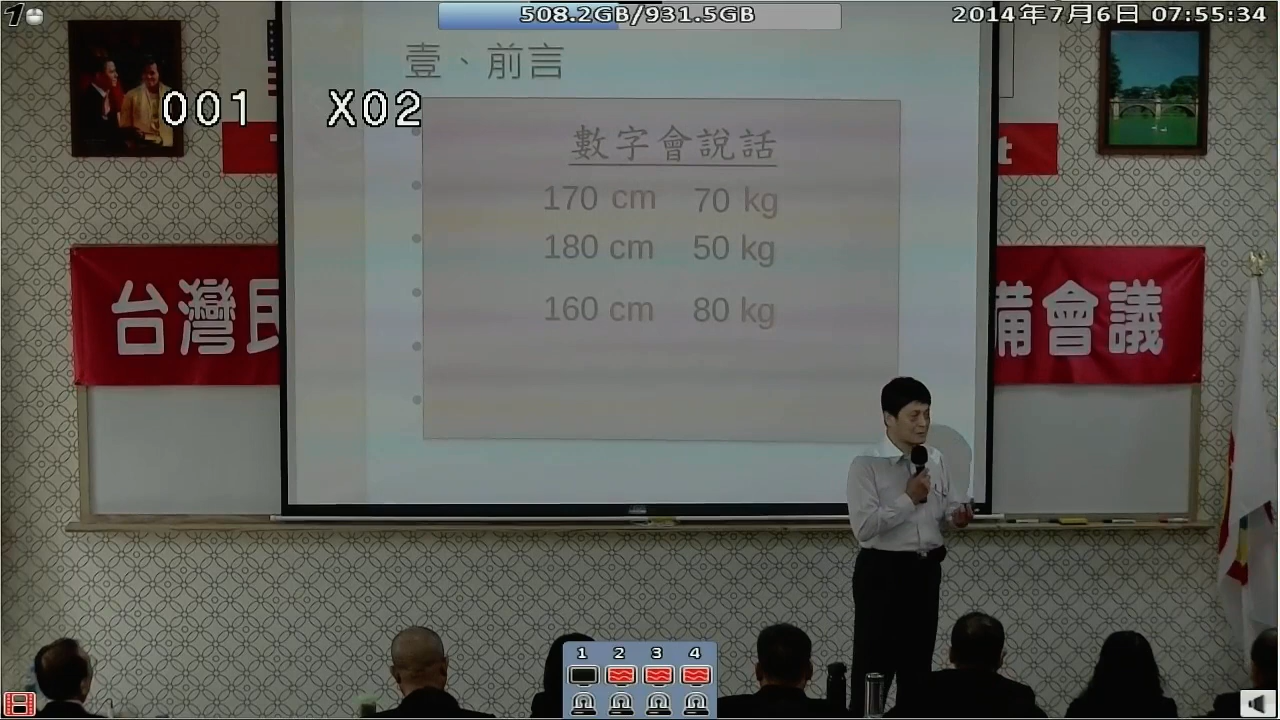 1
508.2GB/931.5GB
2014年7月6日 07:55:34
壹、前言
001 X02
數字會說話
t
170 cm 70 kg
180 cm 50 kg
台灣民
備會議
160 cm 80 kg
1 2 3 4